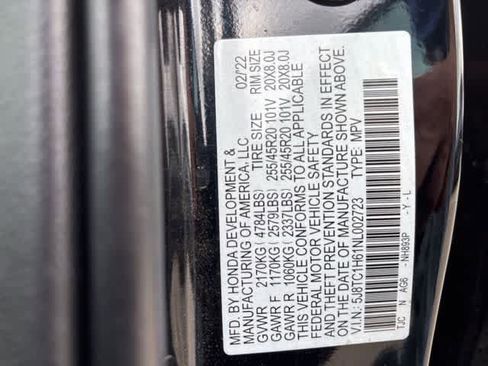 MFD. BY HONDA DEVELOPMENT & 02/22
MANUFACTURING OF AMERICA, LLC.
GVWR 2170KG ( 4784LBS) TIRE SIZE RIM SIZE
GAWR F 1170KG ( 2579LBS) 255/45R20 101V 20X8.0J
GAWR R 1060KG ( 2337LBS) 255/45R20 101V 20X8.0J
THIS VEHICLE CONFORMS TO ALL APPLICABLE
FEDERAL MOTOR VEHICLE SAFETY
AND THEFT PREVENTION STANDARDS IN EFFECT
ON THE DATE OF MANUFACTURE SHOWN ABOVE.
V.I.N: 5J8TC1H61NL002723 TYPE: MPV
TJC N AG6 -NH893P -Y-L